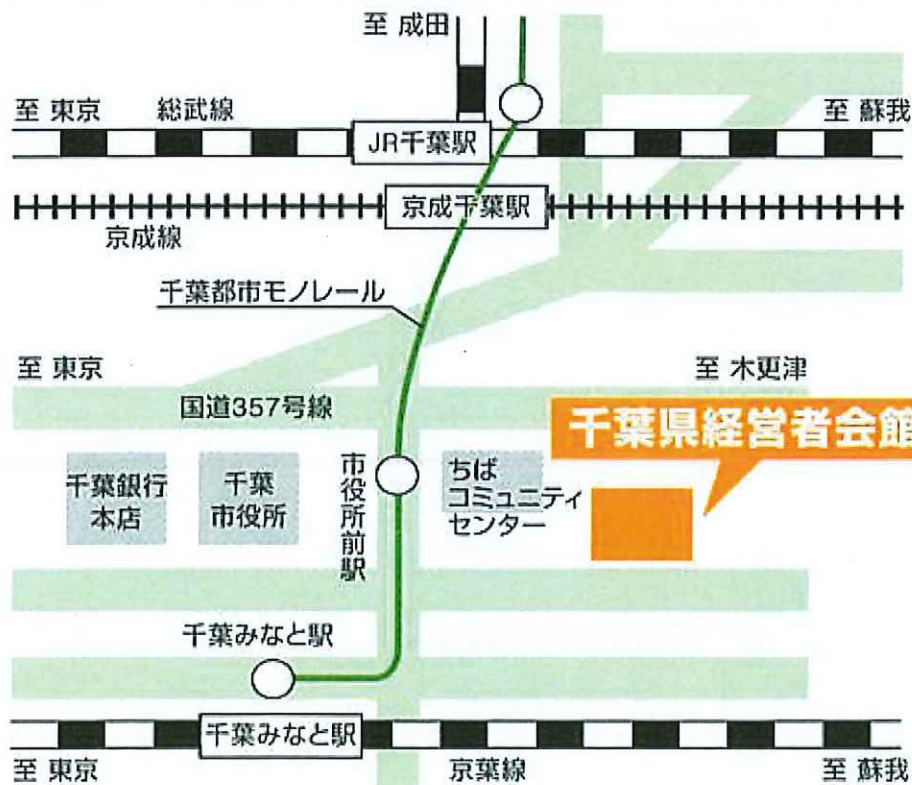 至 成田
至 東京
総武線
至 蘇我
JR千葉駅
京成千葉駅
京成線
千葉都市モノレール
至 東京
至 木更津
国道357号線
千葉県経営者会館
千葉銀行
本店
千葉
市役所
市役所前駅
ちば
コミュニティ
センター
千葉みなと駅
千葉みなと駅
至 東京
京葉線
至 蘇我